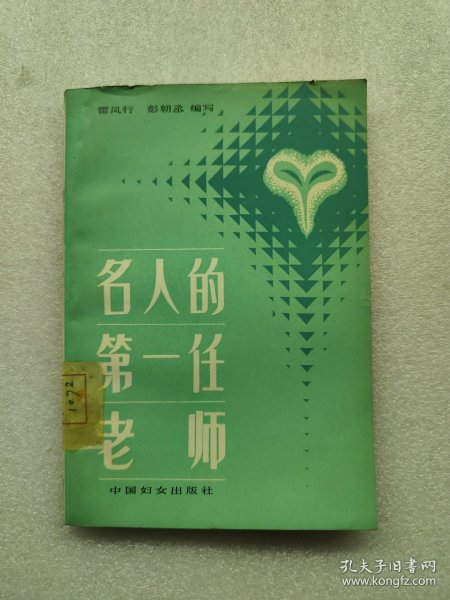 雷风行 彭朝丞 编写
名人的
第一任
老师
1072
中国妇女出版社
孔夫子旧书网
www.kongfz.com